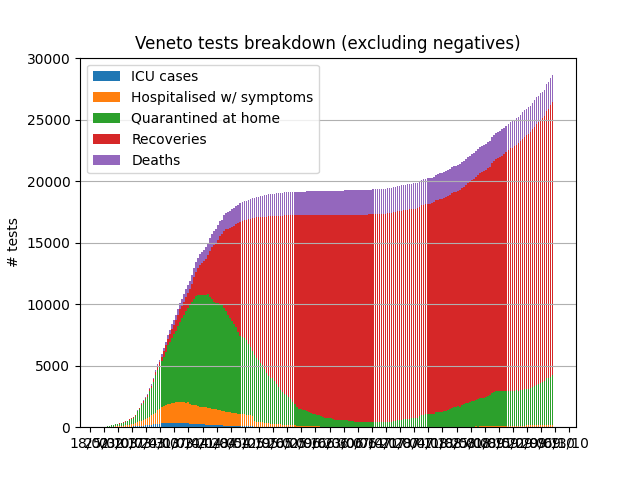 Veneto tests breakdown (excluding negatives)
ICU cases
Hospitalised w/ symptoms
Quarantined at home
Recoveries
Deaths
30000
25000
20000
15000
10000
5000
0
# tests